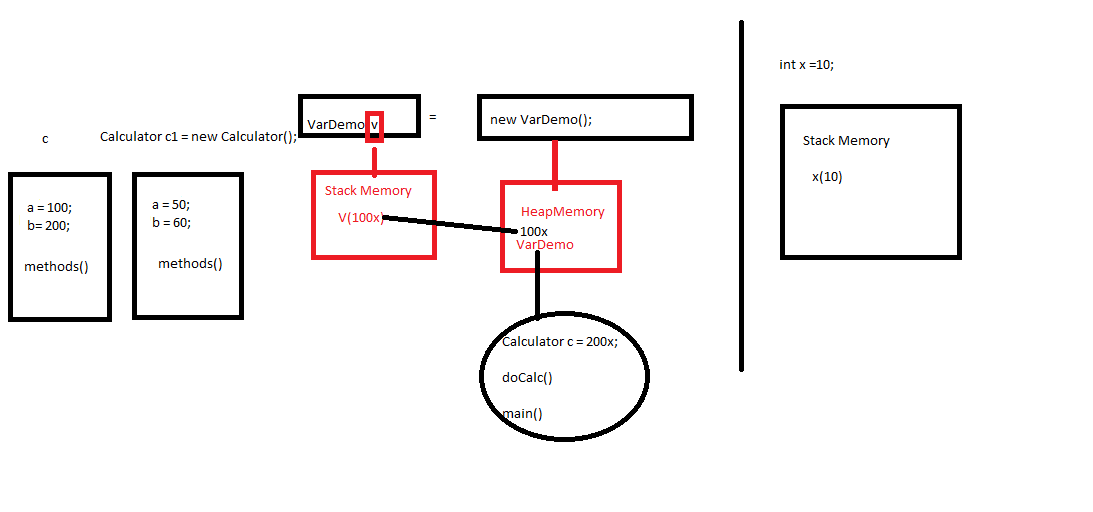 c
Calculator c1 = new Calculator();
a = 100;
b= 200;
methods()
a = 50;
b = 60;
methods()
VarDemo v
=
new VarDemo();
Stack Memory
V(100x)
HeapMemory
100x
VarDemo
Calculator c = 200x;
doCalc()
main()
int x =10;
Stack Memory
x(10)